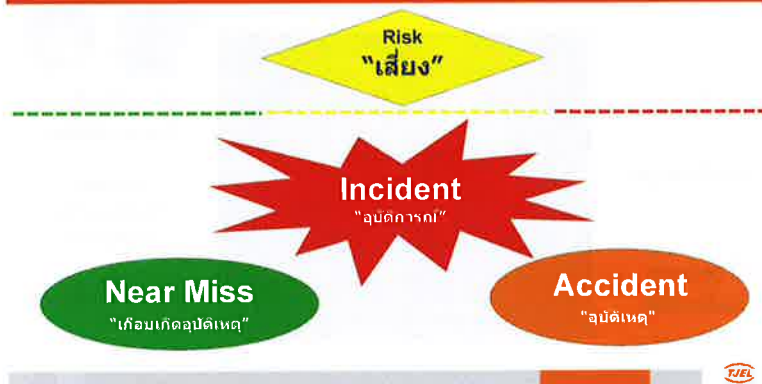 Risk
“เสี่ยง”
Incident
“อุบัติการณ์”
Near Miss
“เกือบเกิดอุบัติเหตุ”
Accident
“อุบัติเหตุ”
TJEL